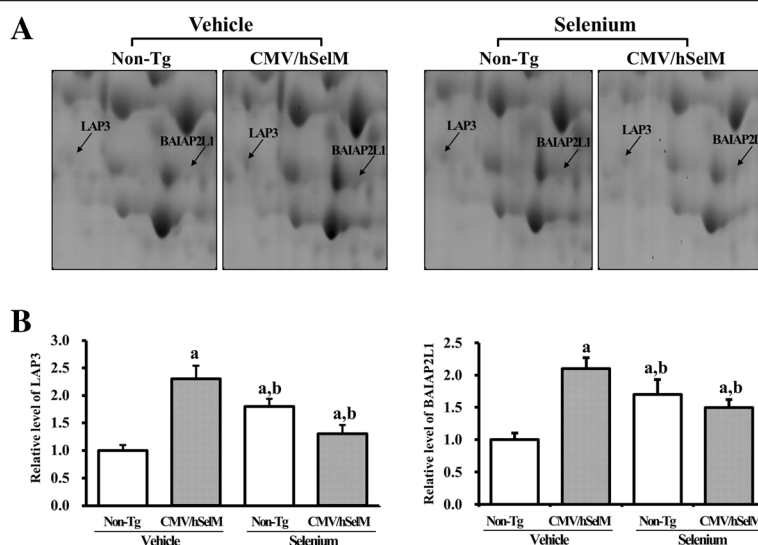 A
Vehicle
Selenium
Non-Tg
CMV/hSelM
Non-Tg
CMV/hSelM
LAP3
BAIAP2L1
LAP3
BAIAP2L1
LAP3
BAIAP2L1
LAP3
BAIAP2L
B
Relative level of LAP3
3.0
2.5
2.0
1.5
1.0
0.5
0.0
a
a,b
a,b
Non-Tg
CMV/hSelM
Non-Tg
CMV/hSelM
Vehicle
Selenium
Relative level of BAIAP2L1
2.5
2.0
1.5
1.0
0.5
0.0
a
a,b
a,b
Non-Tg
CMV/hSelM
Non-Tg
CMV/hSelM
Vehicle
Selenium